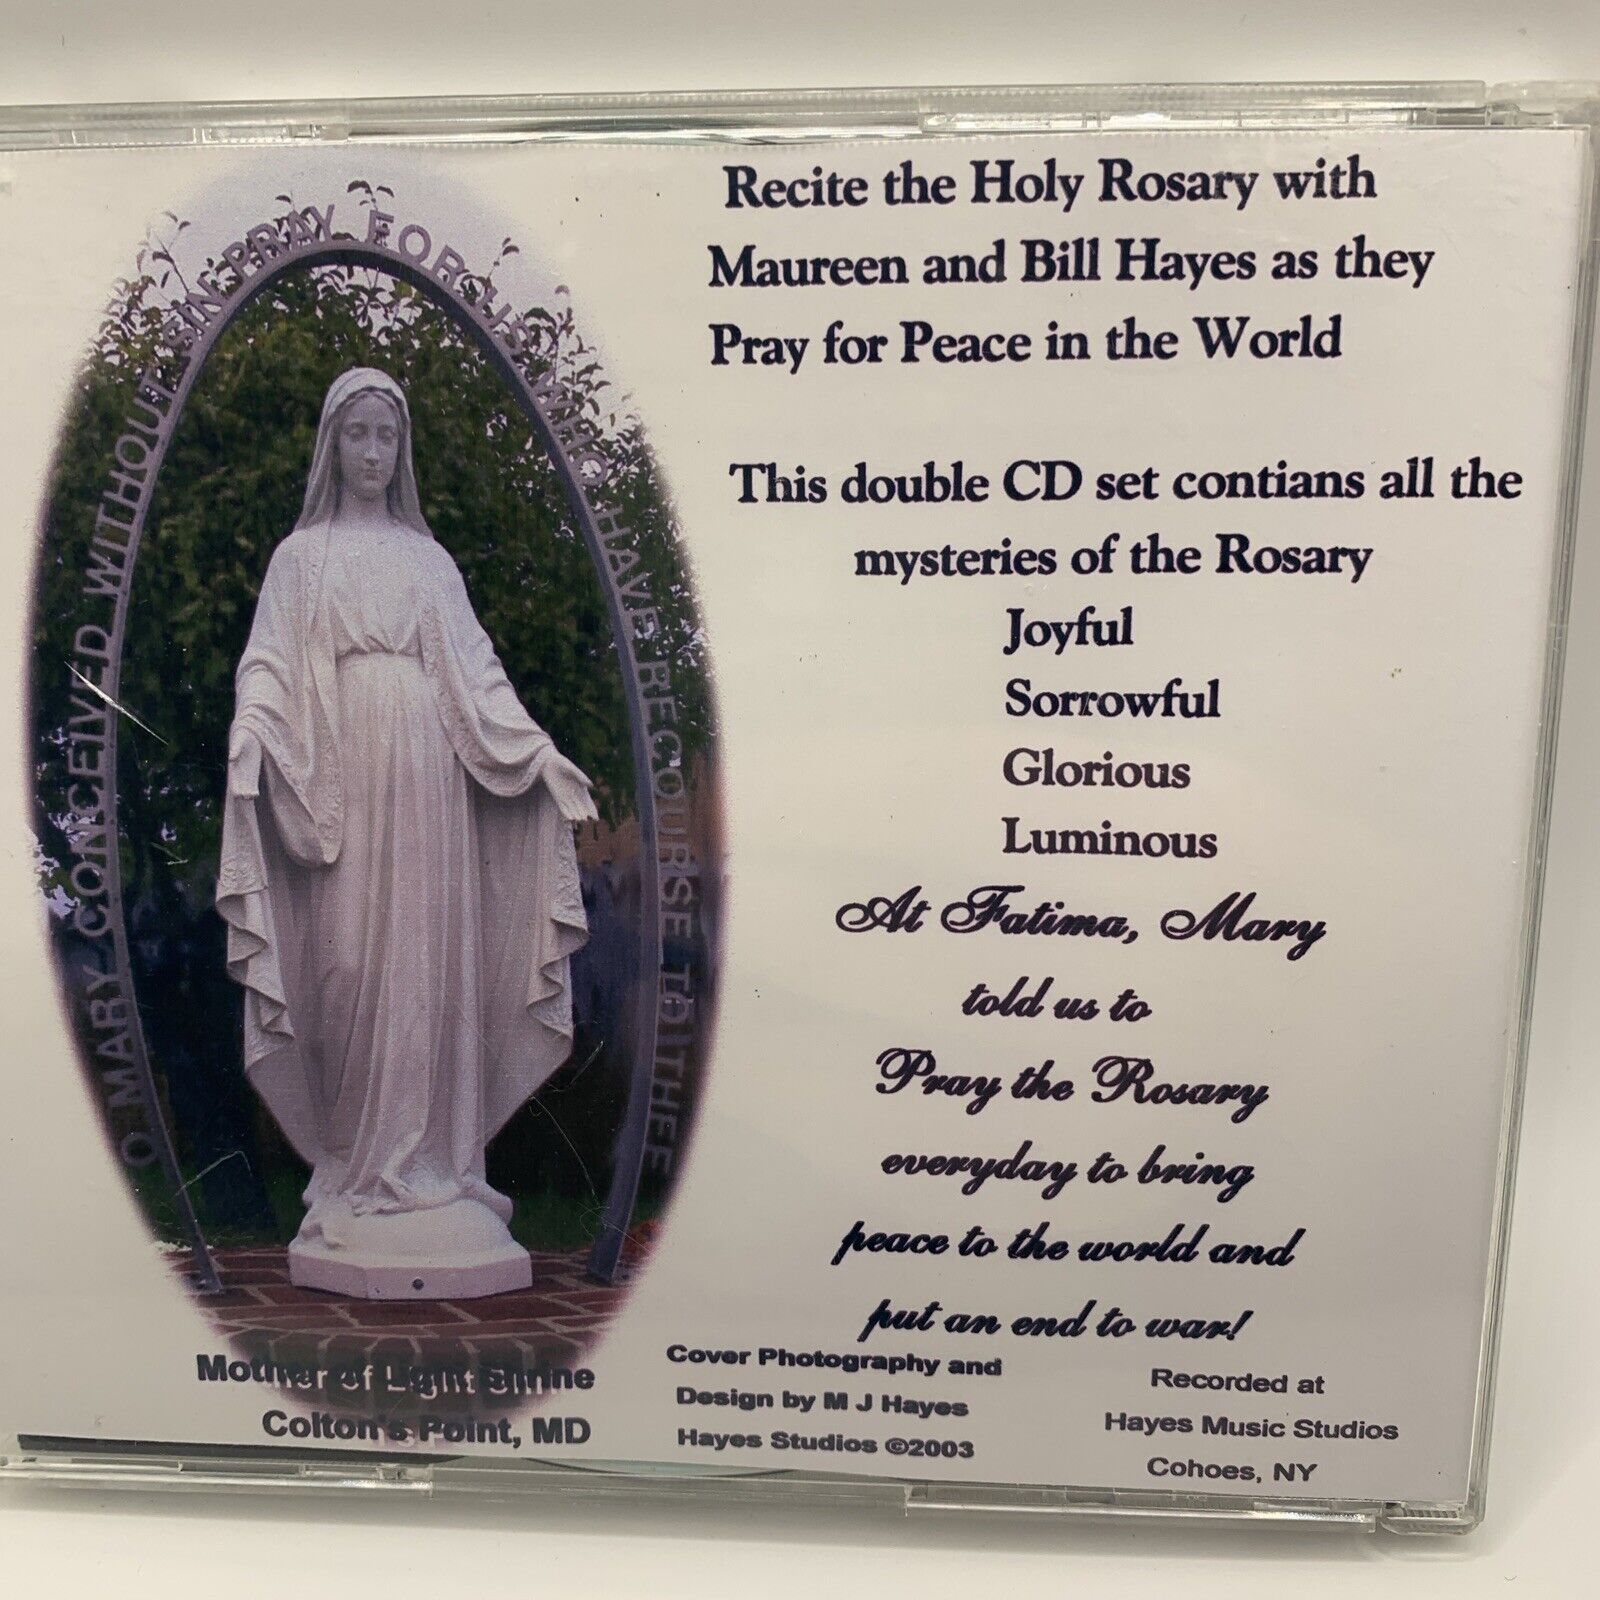 O MARY CONCEIVED WITHOUT SIN PRAY FOR US WHO HAVE RECOURSE TO THEE
Recite the Holy Rosary with
Maureen and Bill Hayes as they
Pray for Peace in the World
This double CD set contians all the
mysteries of the Rosary
Joyful
Sorrowful
Glorious
Luminous
At Fatima, Mary
told us to
Pray the Rosary
everyday to bring
peace to the world and
put an end to war!
Mother of Light Shrine
Colton's Point, MD
Cover Photography and
Design by M J Hayes
Hayes Studios ©2003
Recorded at
Hayes Music Studios
Cohoes, NY